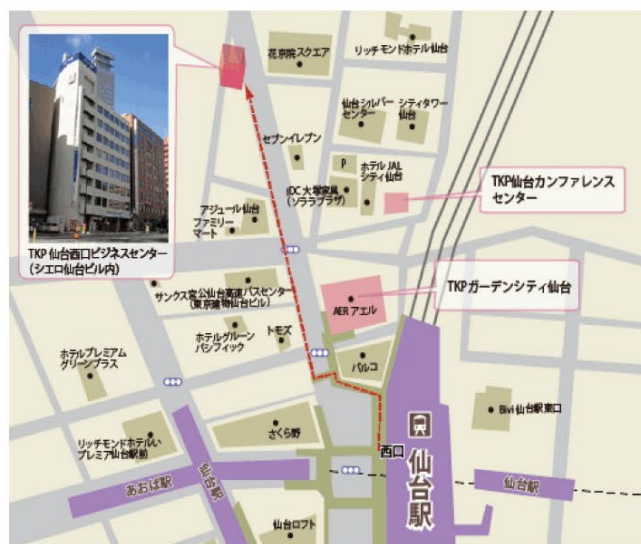 花京院スクエア
リッチモンドホテル仙台
仙台シルバー
センター
シティタワー
仙台
セブンイレブン
P
ホテルJAL
シティ仙台
IDC大塚家具
(ソララプラザ)
TKP仙台カンファレンス
センター
アジュール仙台
ファミリー
マート
TKP 仙台西口ビジネスセンター
(シエロ仙台ビル内)
サンクス宮交仙台高速バスセンター
(東京建物仙台ビル)
AER アエル
TKPガーデンシティ仙台
ホテルグルーン
パシフィック
トモズ
パルコ
ホテルプレミアム
グリーンプラス
Bivi 仙台駅東口
さくら野
リッチモンドホテルい
プレミア仙台駅前
西口
仙台駅
あおば駅
仙台駅
仙台駅
仙台ロフト